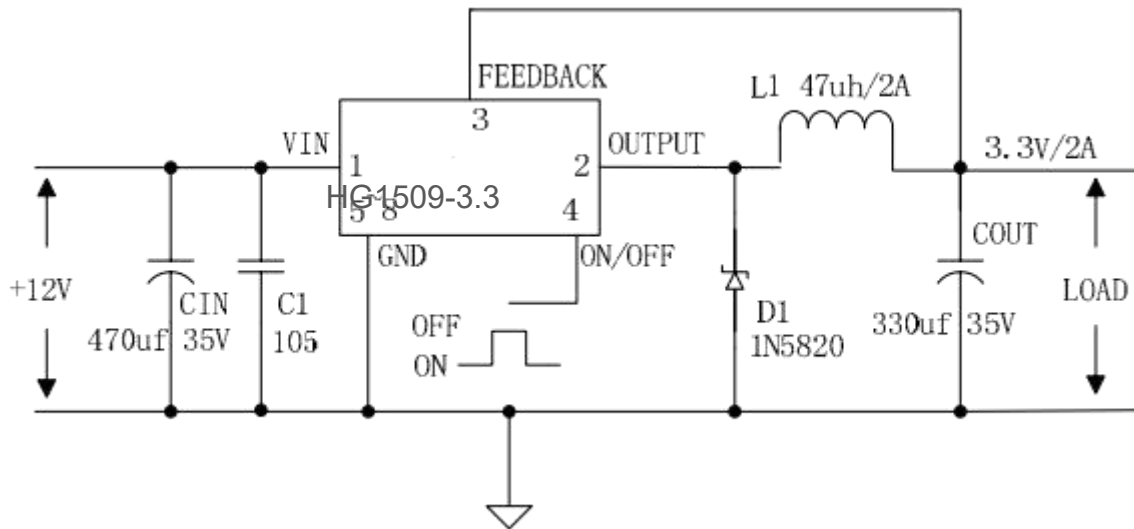 FEEDBACK
3
L1 47uh/2A
VIN
OUTPUT
3.3V/2A
1
2
HG1509-3.3
5~8
4
GND
ON/OFF
COUT
+12V
CIN
C1
470uf 35V
105
OFF
ON
D1
1N5820
330uf 35V
LOAD